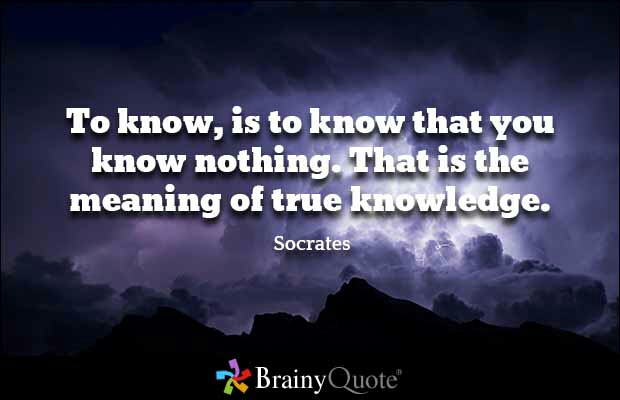 To know, is to know that you
know nothing. That is the
meaning of true knowledge.
Socrates
BrainyQuote®